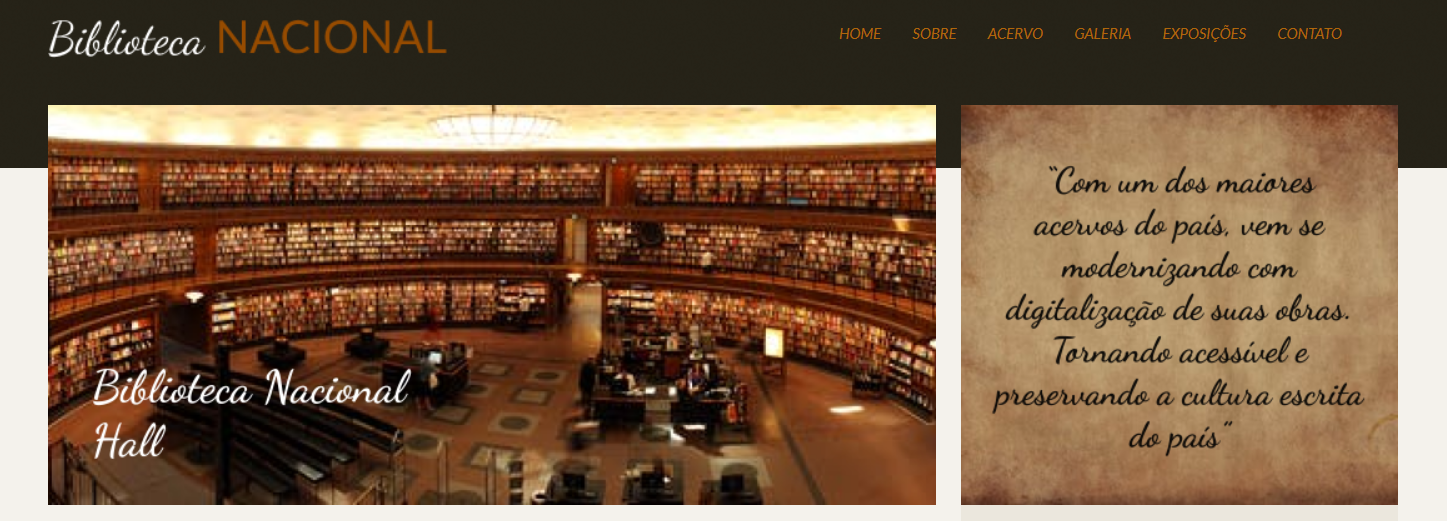 Biblioteca NACIONAL
HOME SOBRE ACERVO GALERIA EXPOSIÇÕES CONTATO
Biblioteca Nacional
Hall
“Com um dos maiores
acervos do país, vem se
modernizando com
digitalização de suas obras.
Tornando acessível e
preservando a cultura escrita
do país”